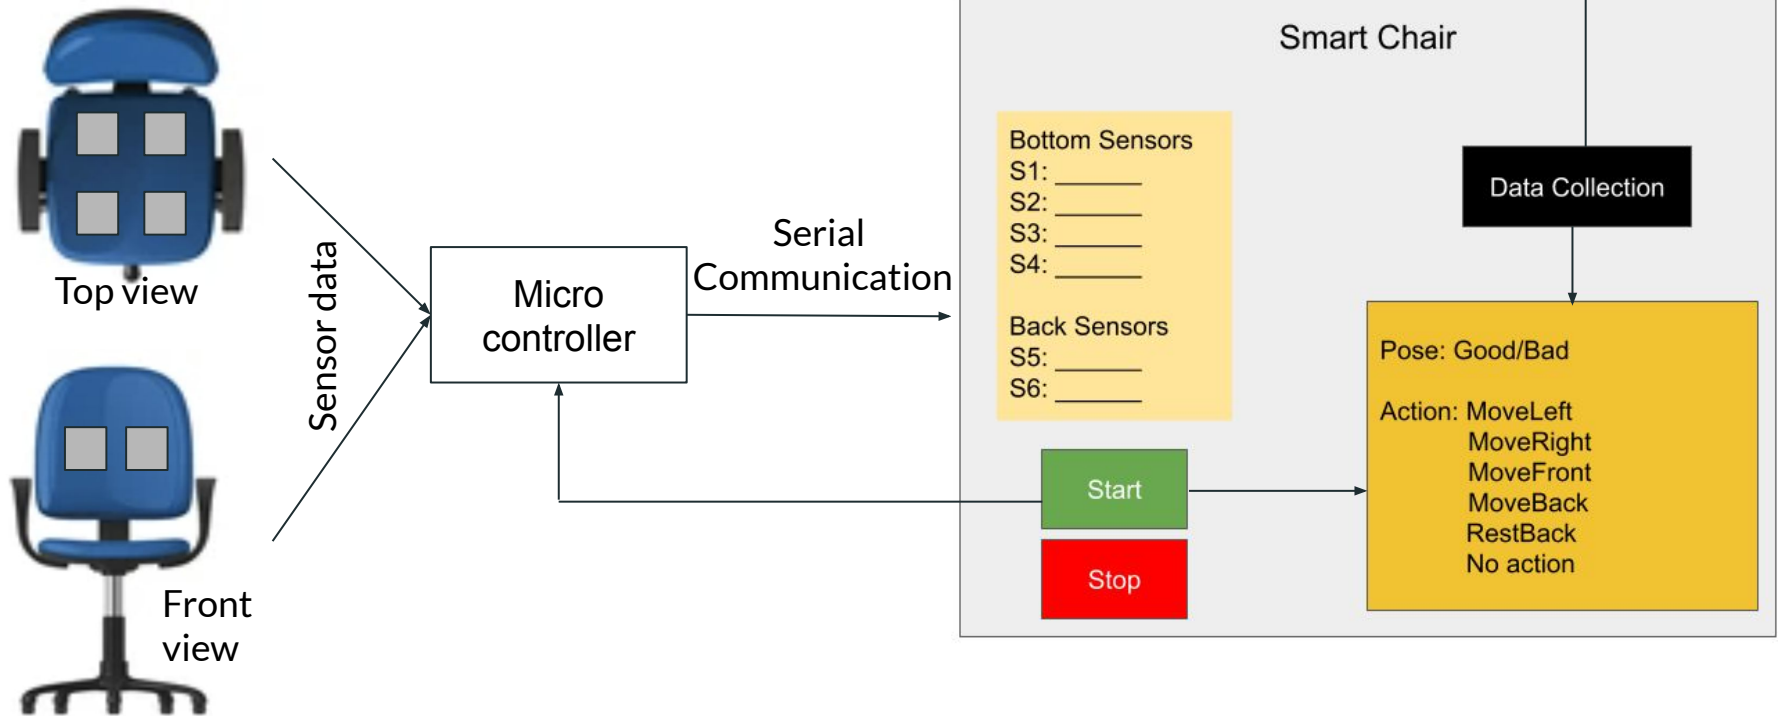 Top view
Front
view
Sensor data
Micro
controller
Serial
Communication
Smart Chair
Bottom Sensors
S1: ______
S2: ______
S3: ______
S4: ______
Back Sensors
S5: ______
S6: ______
Start
Stop
Data Collection
Pose: Good/Bad
Action: MoveLeft
MoveRight
MoveFront
MoveBack
RestBack
No action